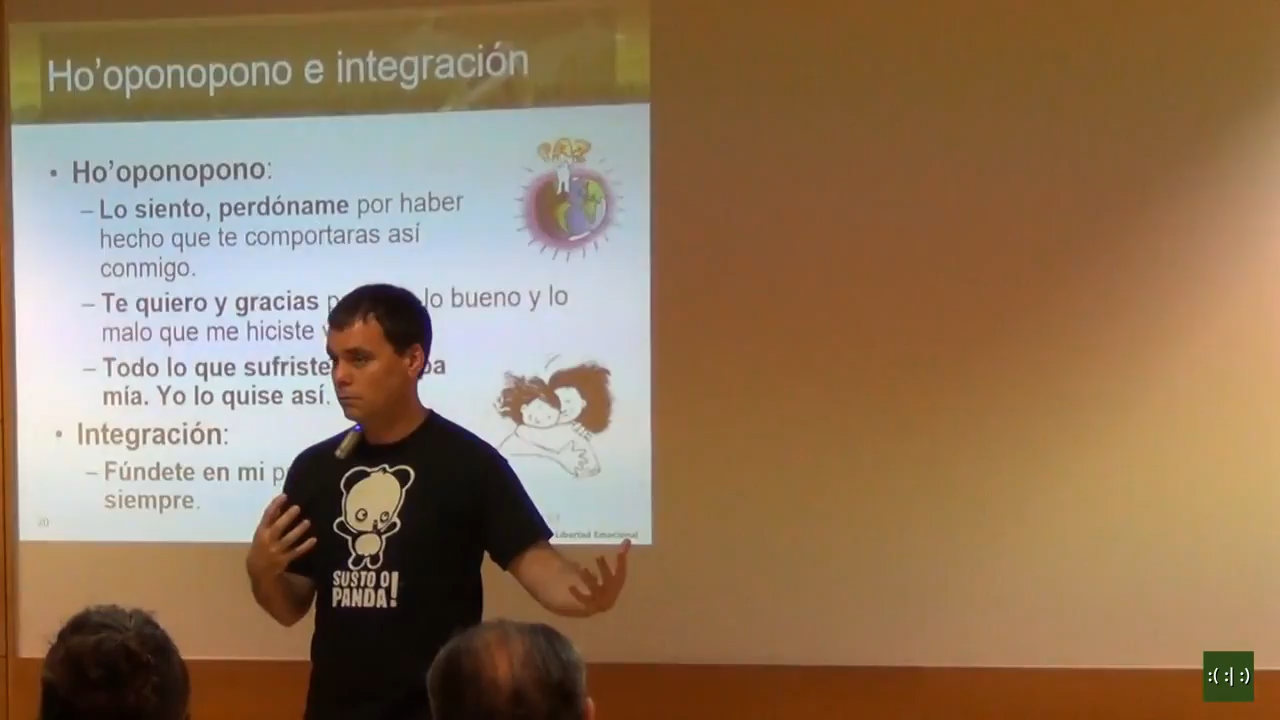 Ho'oponopono e integración
• Ho'oponopono:
– Lo siento, perdóname por haber
hecho que te comportaras así
conmigo.
– Te quiero y gracias lo bueno y lo
malo que me hiciste
– Todo lo que sufriste
mía. Yo lo quise así.
• Integración:
– Fúndete en mi
siempre.
20
Libertad Emocional
SUSTO O
PANDA!
:( :| :)